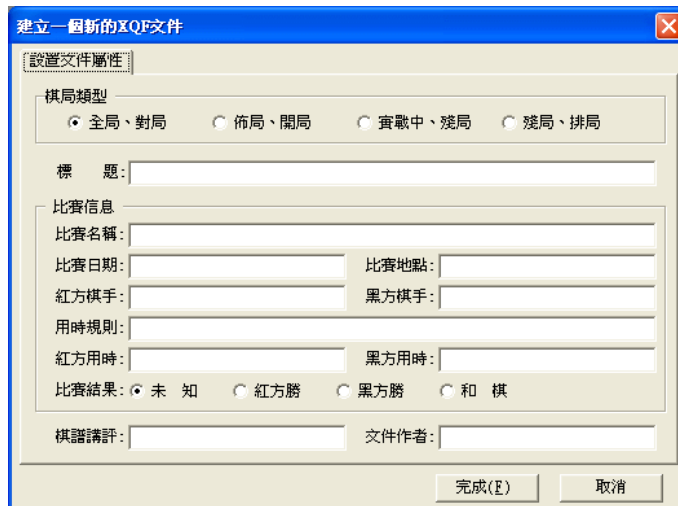 建立一個新的XQF文件
設置文件屬性
棋局類型
全局、對局 佈局、開局 實戰中、殘局 殘局、排局
標 題:
比賽信息
比賽名稱:
比賽日期: 比賽地點:
紅方棋手: 黑方棋手:
用時規則:
紅方用時: 黑方用時:
比賽結果: 未 知 紅方勝 黑方勝 和 棋
棋譜講評: 文件作者:
完成(F) 取消